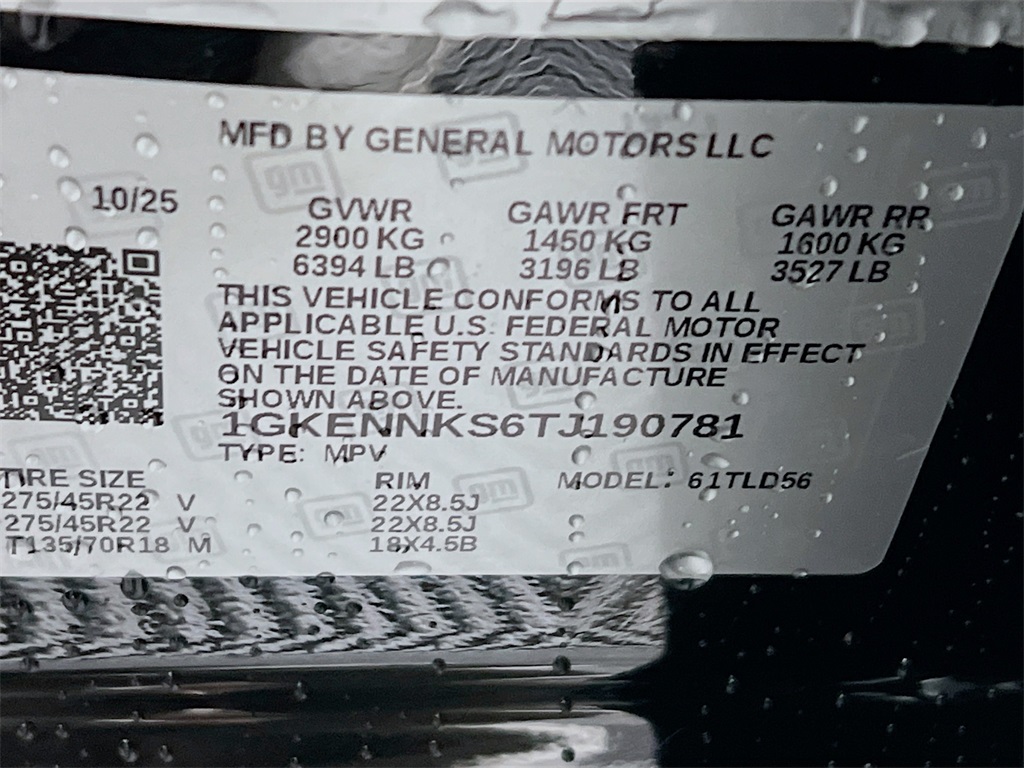 MFD BY GENERAL MOTORS LLC
10/25
GVWR GAWR FRT GAWR RR
2900 KG 1450 KG 1600 KG
6394 LB 3196 LB 3527 LB
THIS VEHICLE CONFORMS TO ALL
APPLICABLE U.S. FEDERAL MOTOR
VEHICLE SAFETY STANDARDS IN EFFECT
ON THE DATE OF MANUFACTURE
SHOWN ABOVE.
1GKENNKS6TJ190781
TYPE: MPV
TIRE SIZE RIM MODEL: 61TLD56
275/45R22 V 22X8.5J
275/45R22 V 22X8.5J
T135/70R18 M 18X4.5B